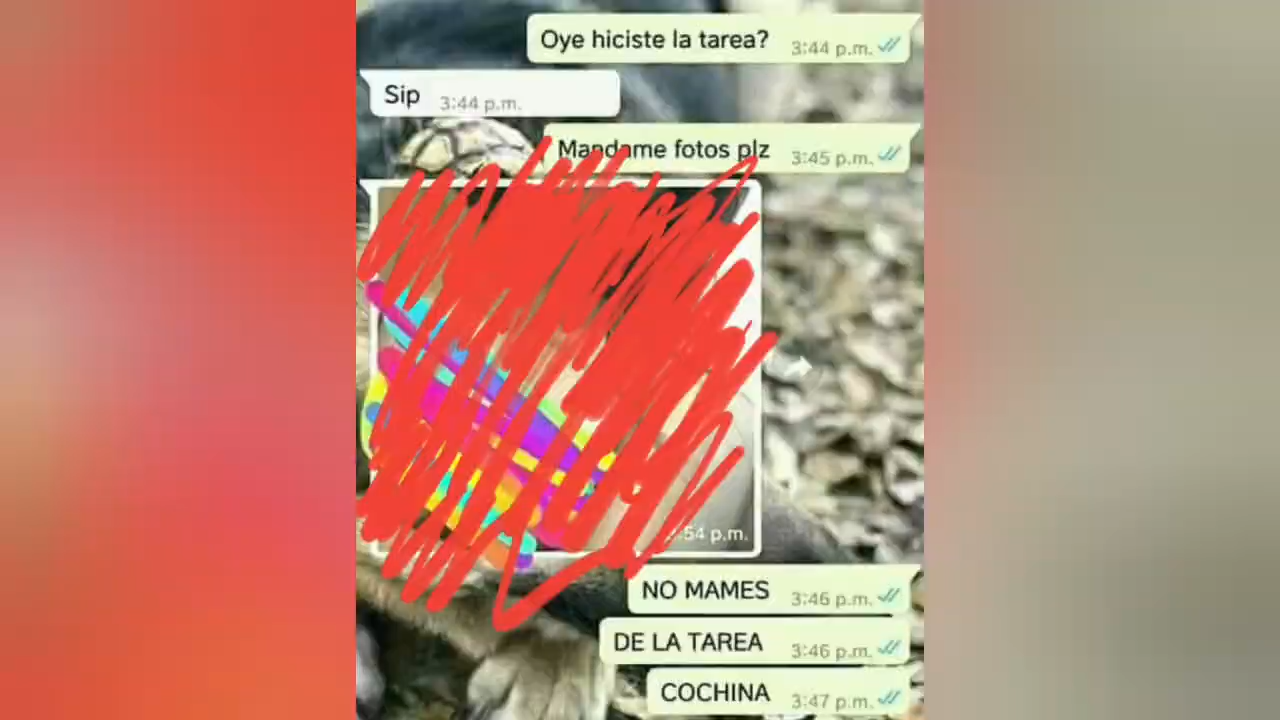 Oye hiciste la tarea? 3:44 p.m.
Sip 3:44 p.m.
Mandame fotos plz 3:45 p.m.
54 p.m.
NO MAMES 3:46 p.m.
DE LA TAREA 3:46 p.m.
COCHINA 3:47 p.m.